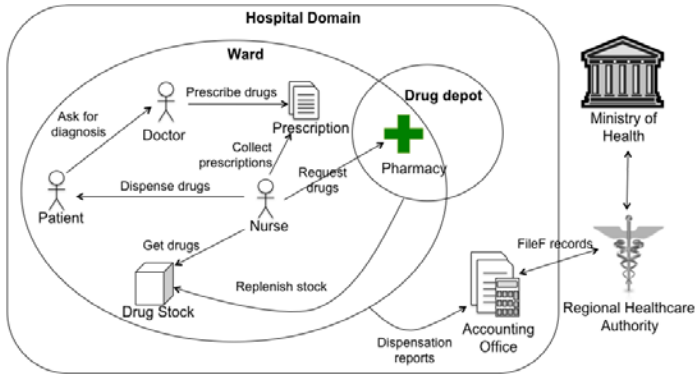 Hospital Domain
Ward
Drug depot
Prescribe drugs
Ask for
diagnosis
Doctor
Prescription
Collect
prescriptions
Pharmacy
Request
drugs
Dispense drugs
Patient
Nurse
Get drugs
Drug Stock
Replenish stock
Dispensation
reports
Accounting
Office
FileF records
Ministry of
Health
Regional Healthcare
Authority